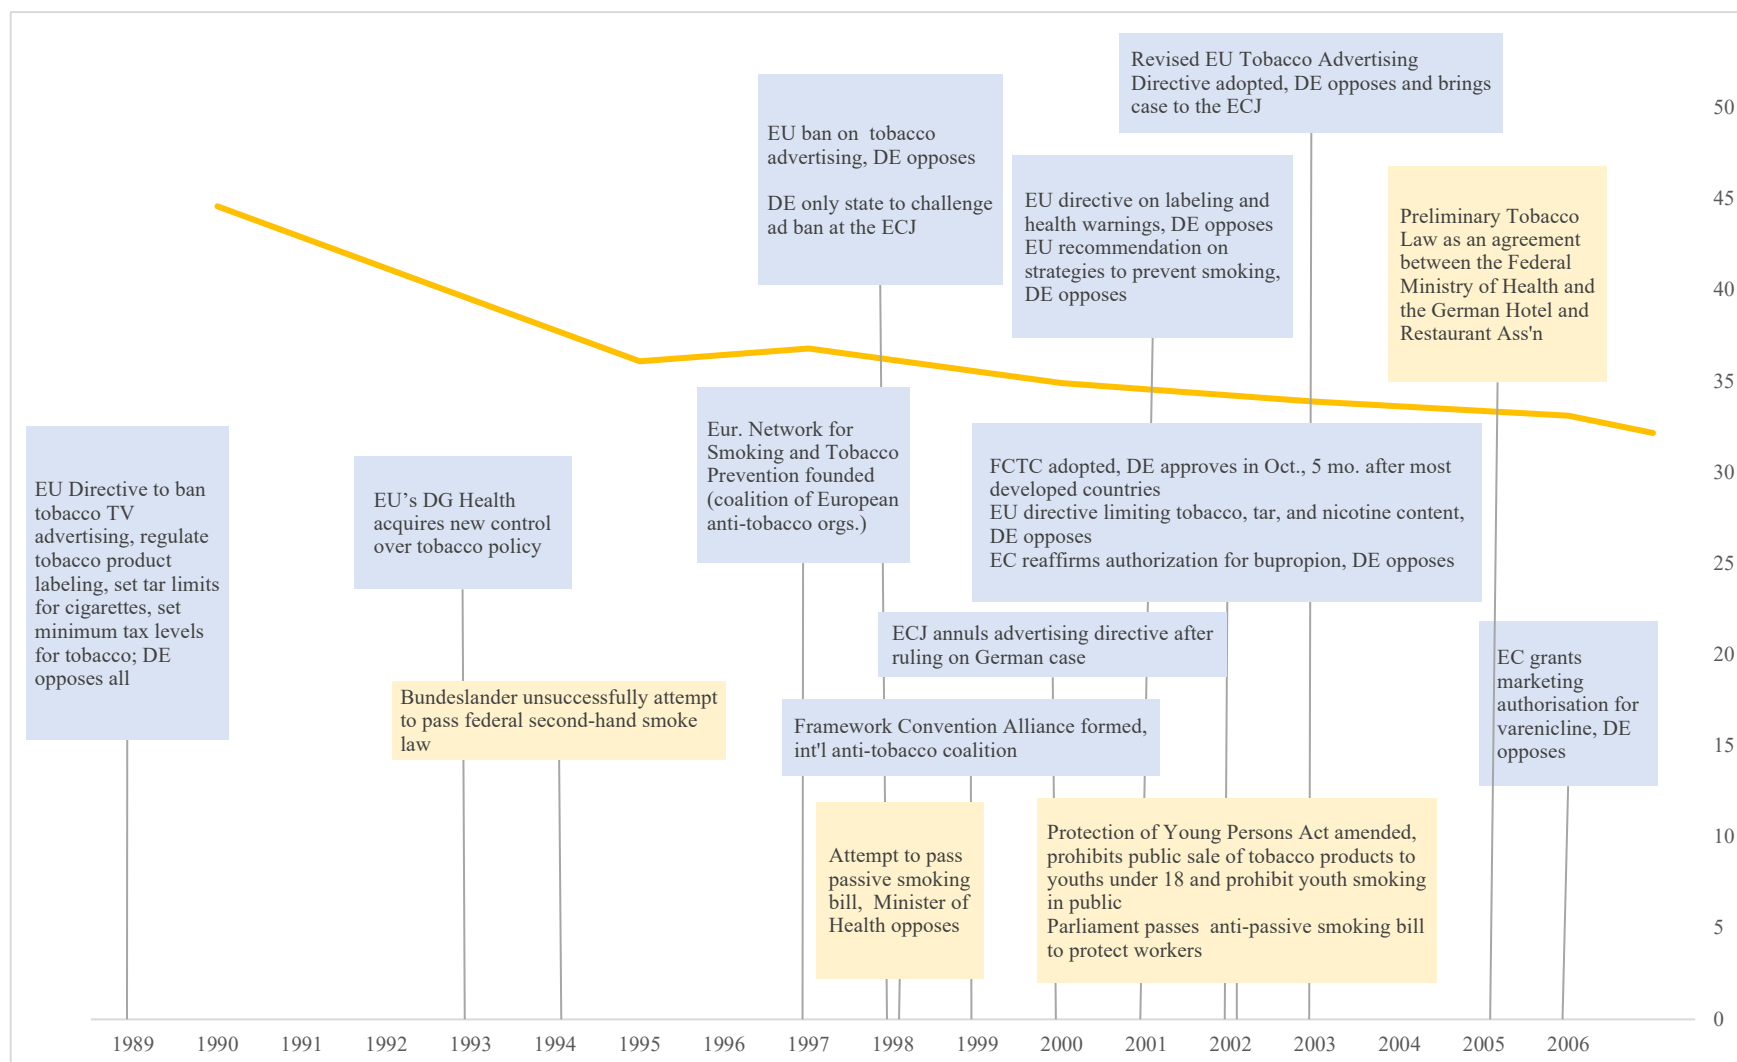 Revised EU Tobacco Advertising
Directive adopted, DE opposes and brings
case to the ECJ
EU ban on  tobacco
advertising, DE opposes
DE only state to challenge
ad ban at the ECJ
EU directive on labeling and
health warnings, DE opposes
EU recommendation on
strategies to prevent smoking,
DE opposes
Preliminary Tobacco
Law as an agreement
between the Federal
Ministry of Health and
the German Hotel and
Restaurant Ass'n
EU Directive to ban
tobacco TV
advertising, regulate
tobacco product
labeling, set tar limits
for cigarettes, set
minimum tax levels
for tobacco; DE
opposes all
EU’s DG Health
acquires new control
over tobacco policy
Eur. Network for
Smoking and Tobacco
Prevention founded
(coalition of European
anti-tobacco orgs.)
FCTC adopted, DE approves in Oct., 5 mo. after most
developed countries
EU directive limiting tobacco, tar, and nicotine content,
DE opposes
EC reaffirms authorization for bupropion, DE opposes
ECJ annuls advertising directive after
ruling on German case
EC grants
marketing
authorisation for
varenicline, DE
opposes
Bundeslander unsuccessfully attempt
to pass federal second-hand smoke
law
Framework Convention Alliance formed,
int'l anti-tobacco coalition
Attempt to pass
passive smoking
bill,  Minister of
Health opposes
Protection of Young Persons Act amended,
prohibits public sale of tobacco products to
youths under 18 and prohibit youth smoking
in public
Parliament passes  anti-passive smoking bill
to protect workers
50
45
40
35
30
25
20
15
10
5
0
1989 1990 1991 1992 1993 1994 1995 1996 1997 1998 1999 2000 2001 2002 2003 2004 2005 2006